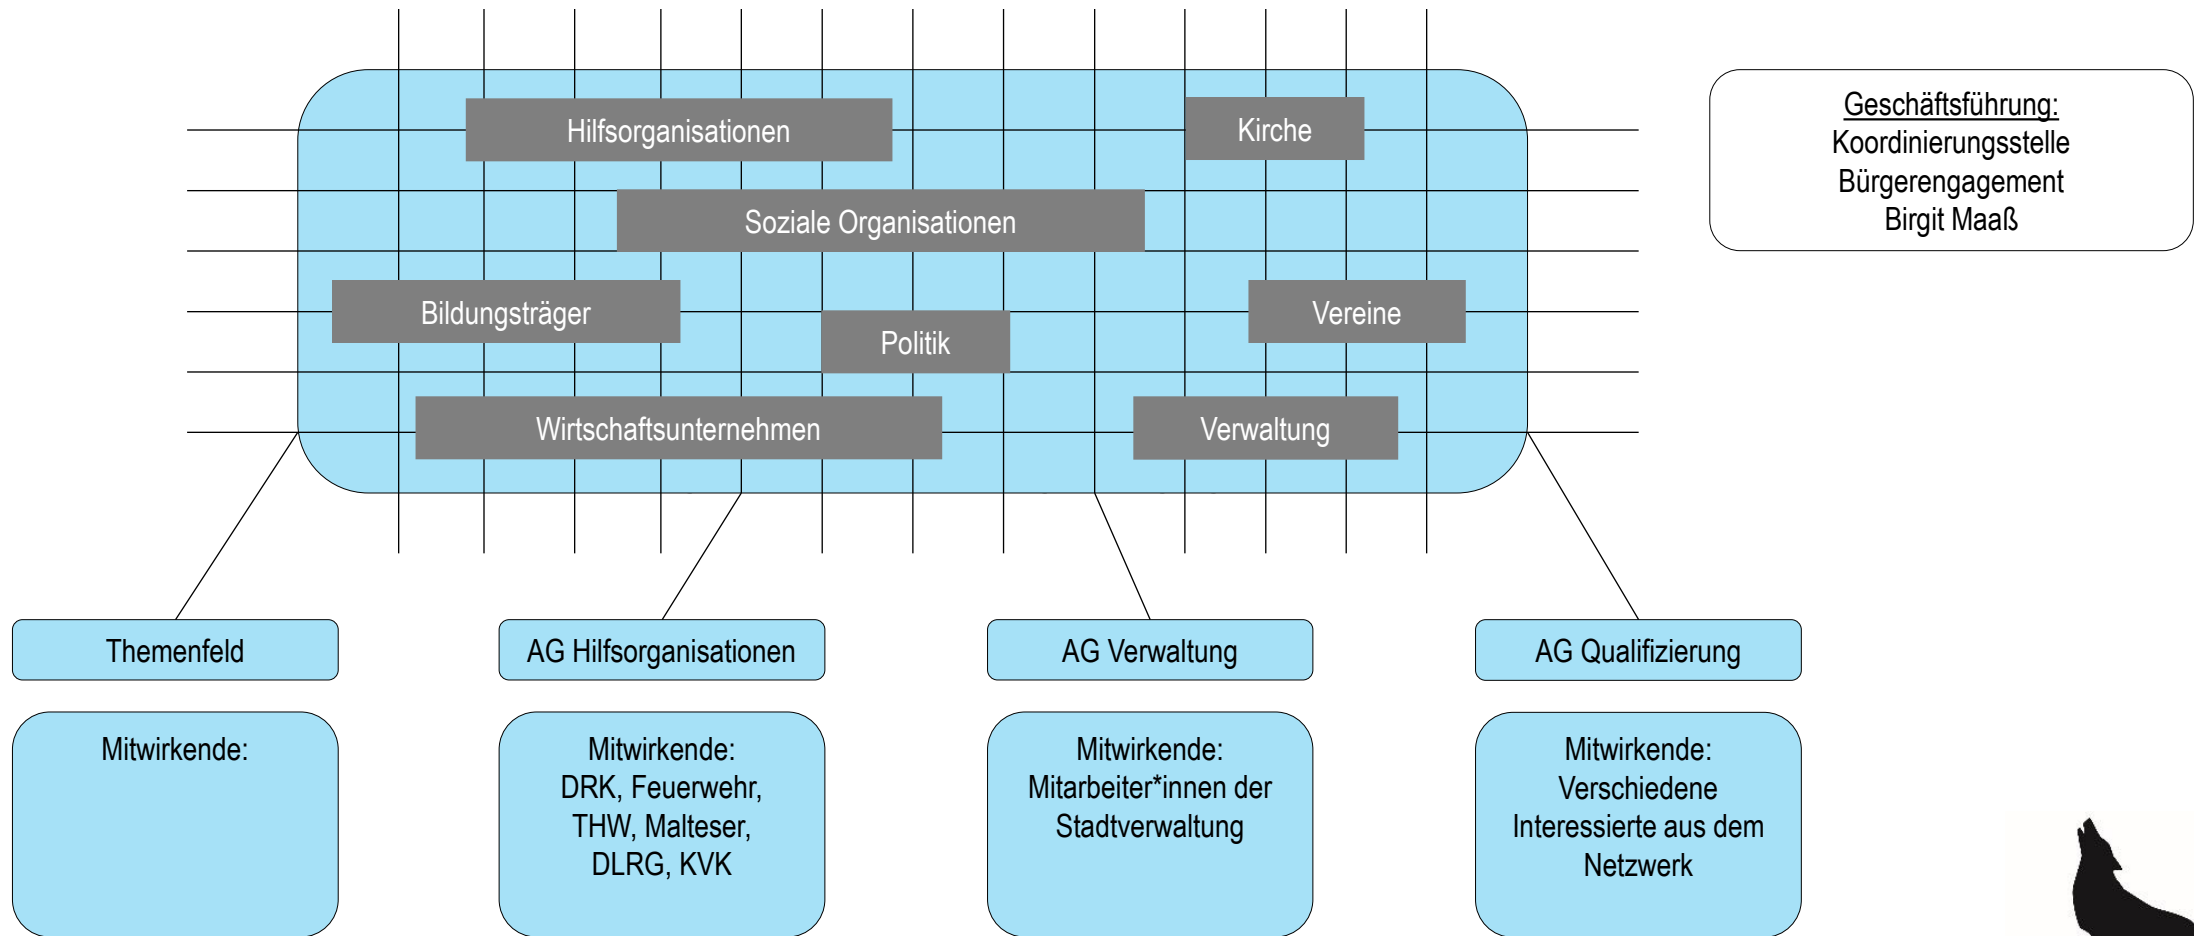 Hilfsorganisationen
Kirche
Soziale Organisationen
Bildungsträger
Politik
Vereine
Wirtschaftsunternehmen
Verwaltung
Geschäftsführung:
Koordinierungsstelle
Bürgerengagement
Birgit Maaß
Themenfeld
AG Hilfsorganisationen
AG Verwaltung
AG Qualifizierung
Mitwirkende:
Mitwirkende:
DRK, Feuerwehr,
THW, Malteser,
DLRG, KVK
Mitwirkende:
Mitarbeiter*innen der
Stadtverwaltung
Mitwirkende:
Verschiedene
Interessierte aus dem
Netzwerk